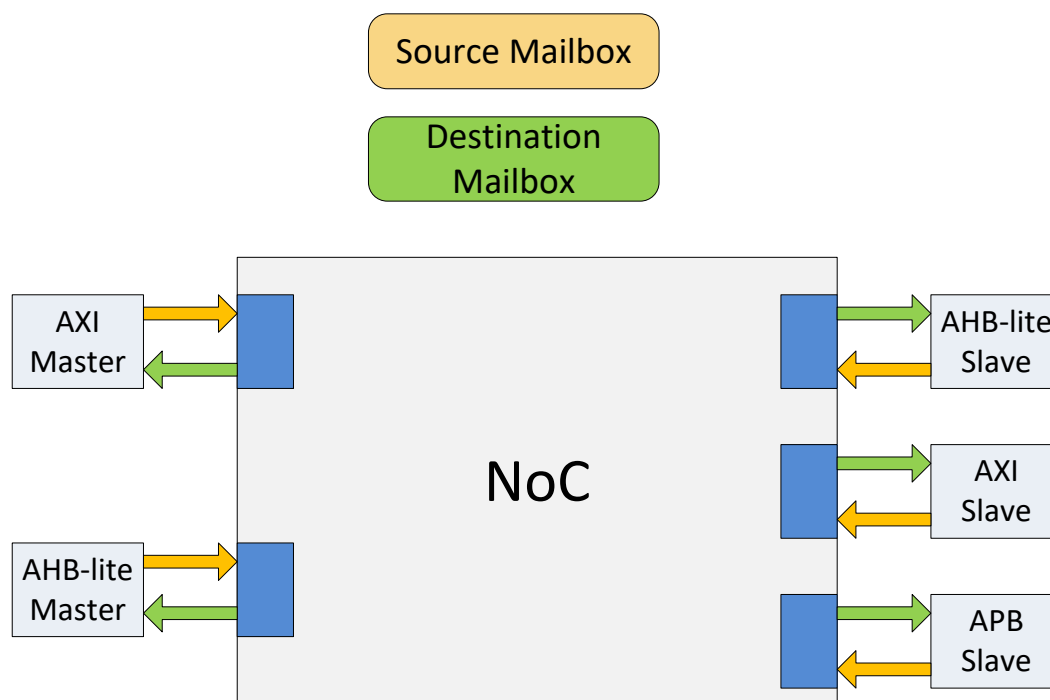 Source Mailbox
Destination
Mailbox
AXI
Master
AHB-lite
Slave
NoC
AXI
Slave
AHB-lite
Master
APB
Slave